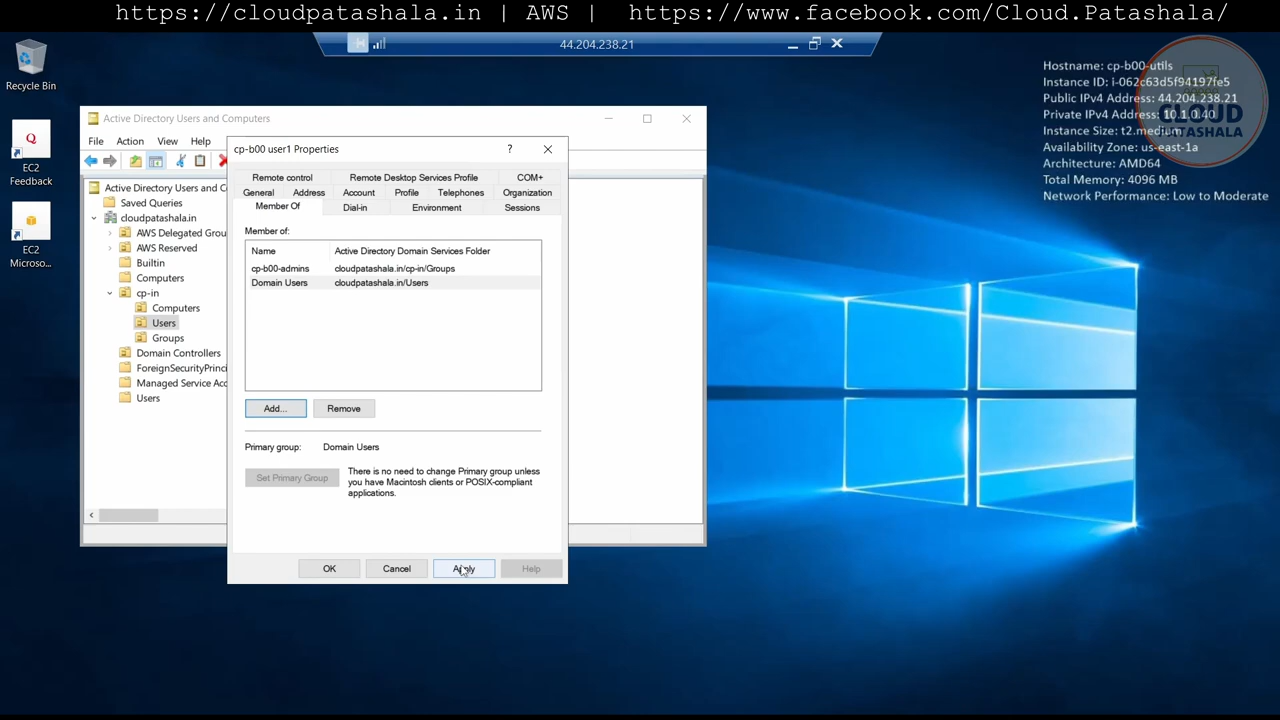 https://cloudpatashala.in | AWS | https://www.facebook.com/Cloud.Patashala/
44.204.238.21
Recycle Bin
EC2
Feedback
EC2
Microso...
Hostname: cp-b00-utils
Instance ID: i-062c63d5f94197fe5
Public IPv4 Address: 44.204.238.21
Private IPv4 Address: 10.1.0.40
Instance Size: t2.medium
Availability Zone: us-east-1a
Architecture: AMD64
Total Memory: 4096 MB
Network Performance: Low to Moderate
CLOUD
PATASHALA
Active Directory Users and Computers
File Action View Help
Active Directory Users and C
Saved Queries
cloudpatashala.in
AWS Delegated Grou
AWS Reserved
Builtin
Computers
cp-in
Computers
Users
Groups
Domain Controllers
ForeignSecurityPrinci
Managed Service Acc
Users
cp-b00 user1 Properties
Remote control Remote Desktop Services Profile COM+
General Address Account Profile Telephones Organization
Member Of Dial-in Environment Sessions
Member of:
Name Active Directory Domain Services Folder
cp-b00-admins cloudpatashala.in/cp-in/Groups
Domain Users cloudpatashala.in/Users
Add... Remove
Primary group: Domain Users
Set Primary Group
There is no need to change Primary group unless
you have Macintosh clients or POSIX-compliant
applications.
OK Cancel Apply Help